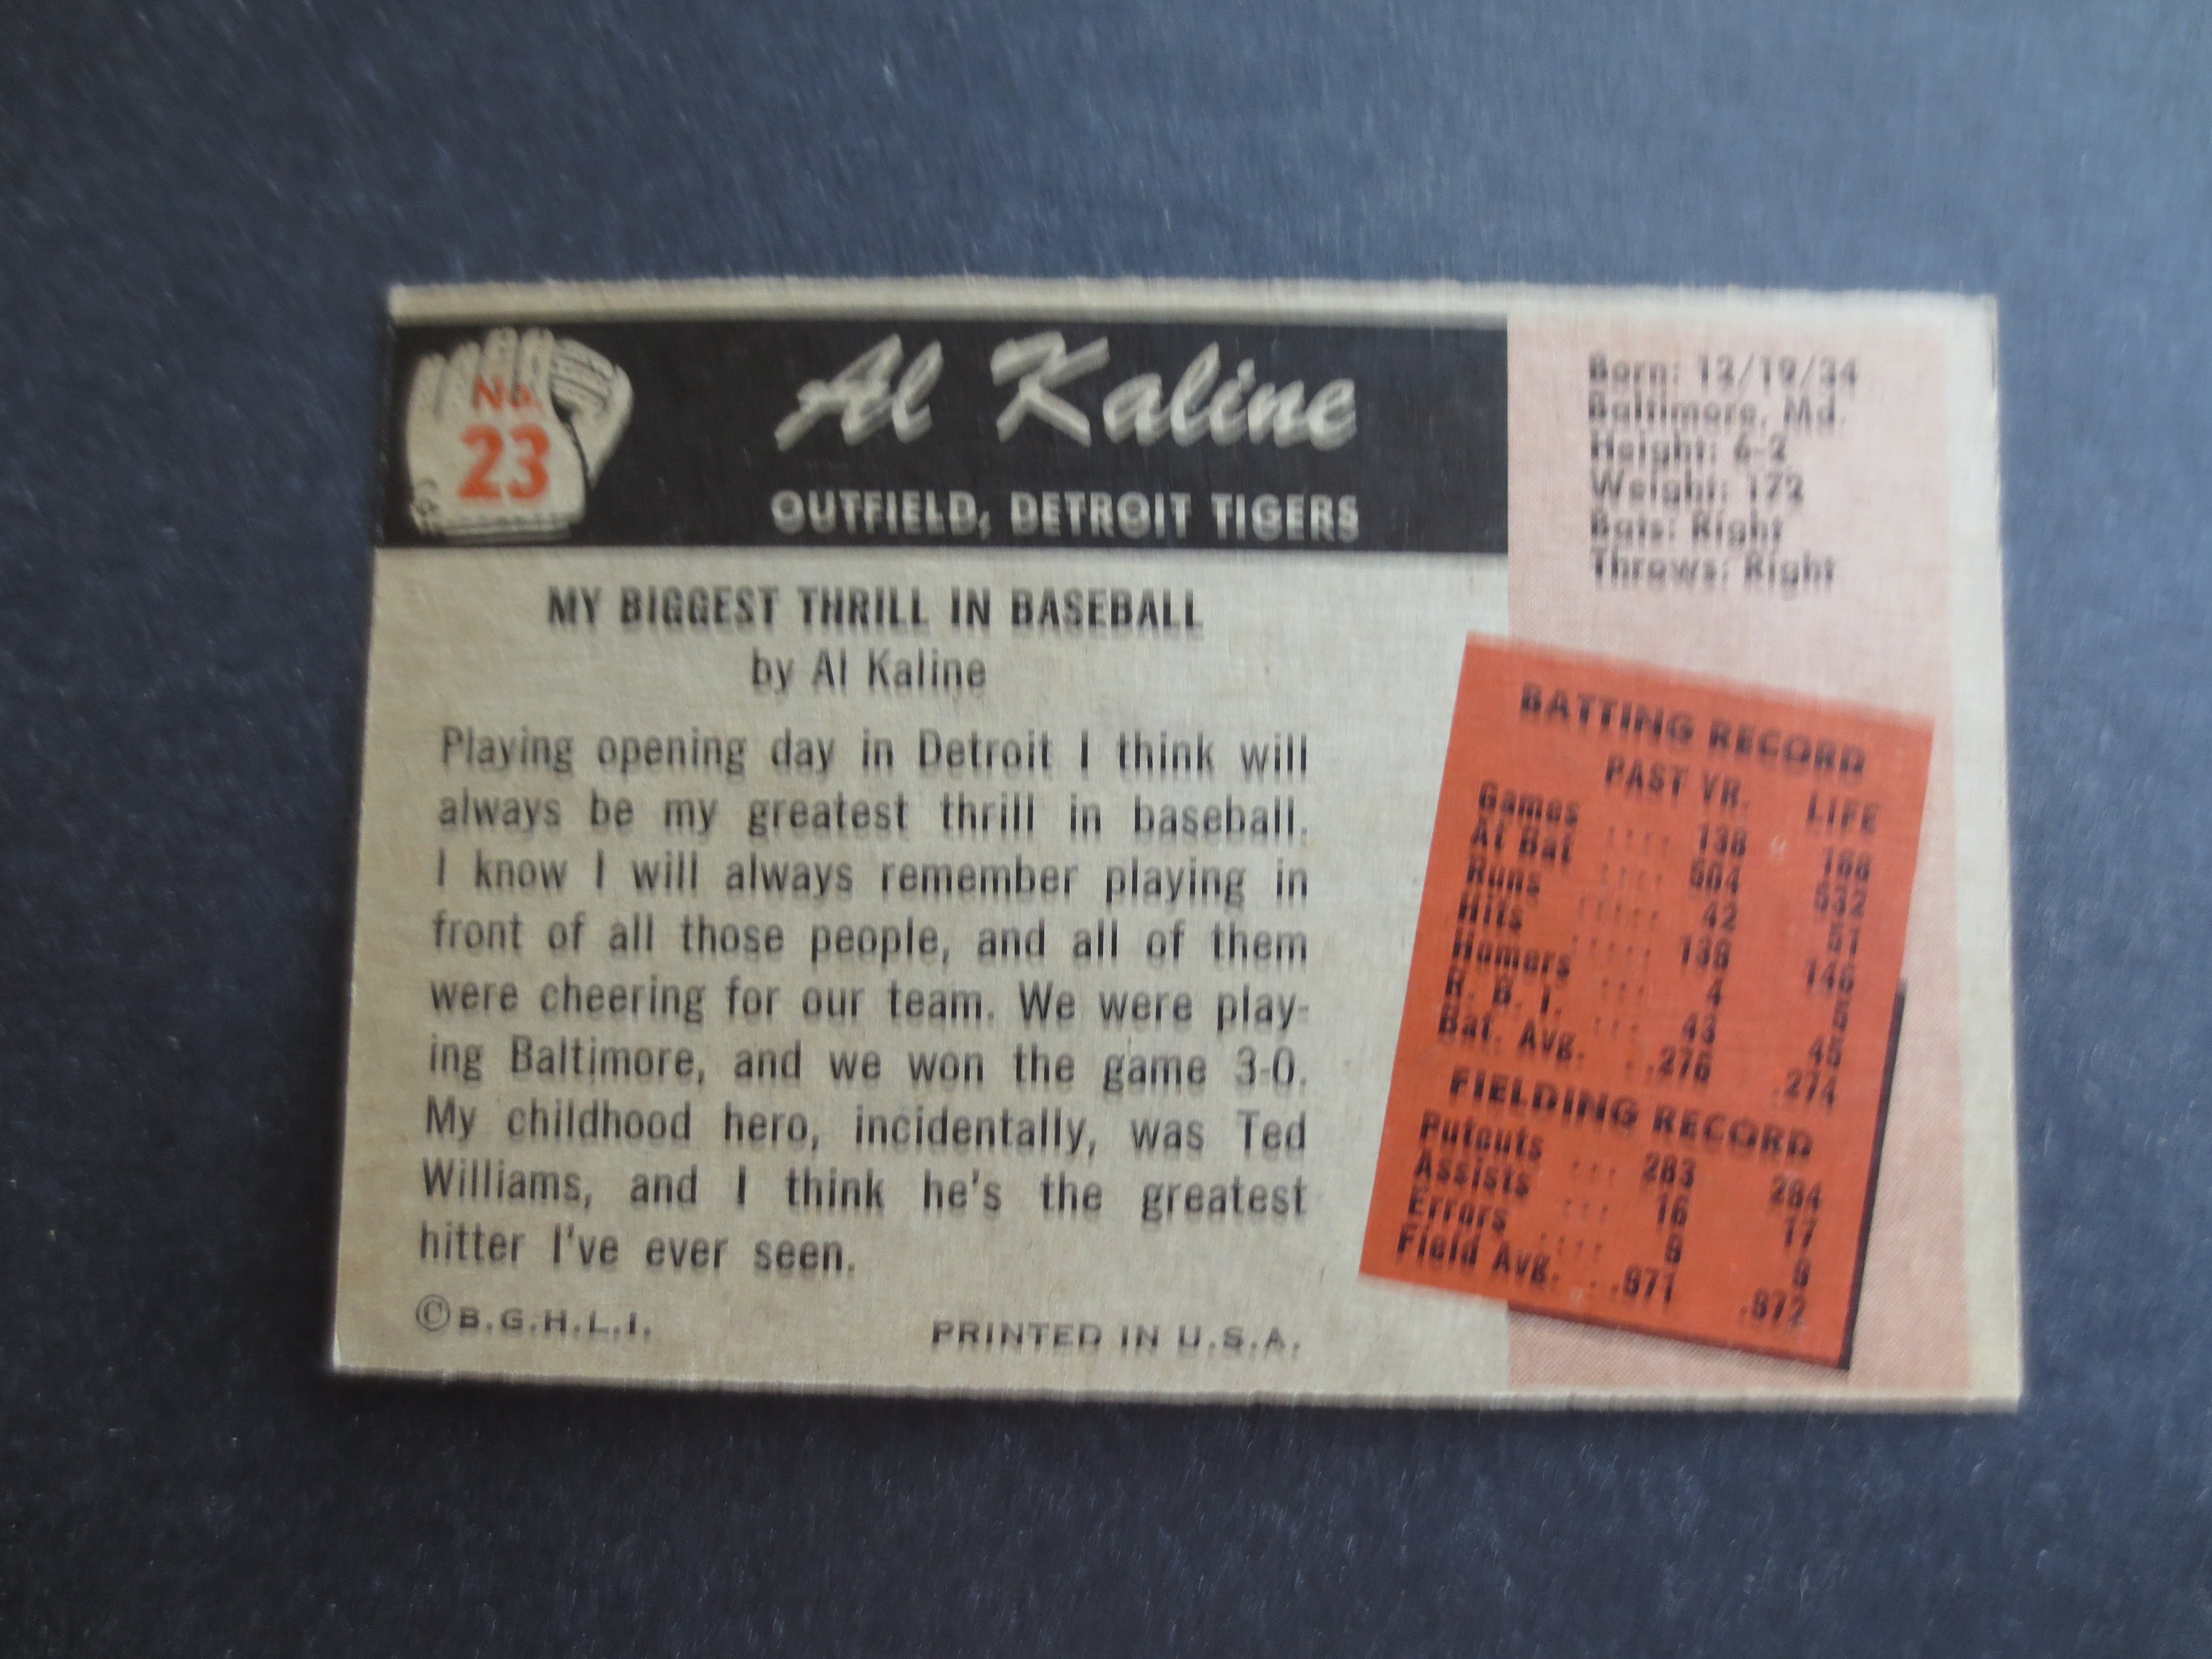 No.
23
Al Kaline
OUTFIELD, DETROIT TIGERS
MY BIGGEST THRILL IN BASEBALL
by Al Kaline
Playing opening day in Detroit I think will
always be my greatest thrill in baseball.
I know I will always remember playing in
front of all those people, and all of them
were cheering for our team. We were play-
ing Baltimore, and we won the game 3-0.
My childhood hero, incidentally, was Ted
Williams, and I think he's the greatest
hitter I've ever seen.
©B.G.H.L.I.
PRINTED IN U.S.A.
Born: 12/19/34
Baltimore, Md.
Height: 6-2
Weight: 172
Bats: Right
Throws: Right
BATTING RECORD
PAST YR. LIFE
Games .... 138 168
At Bat .... 504 532
Runs ..... 42
Hits ..... 139 146
Homers ... 4 5
R. B. I. ... 43 45
Bat. Avg. ..276 .274
FIELDING RECORD
Putouts ... 283 284
Assists ... 16 17
Errors .... 9 9
Field Avg. ..971 .972